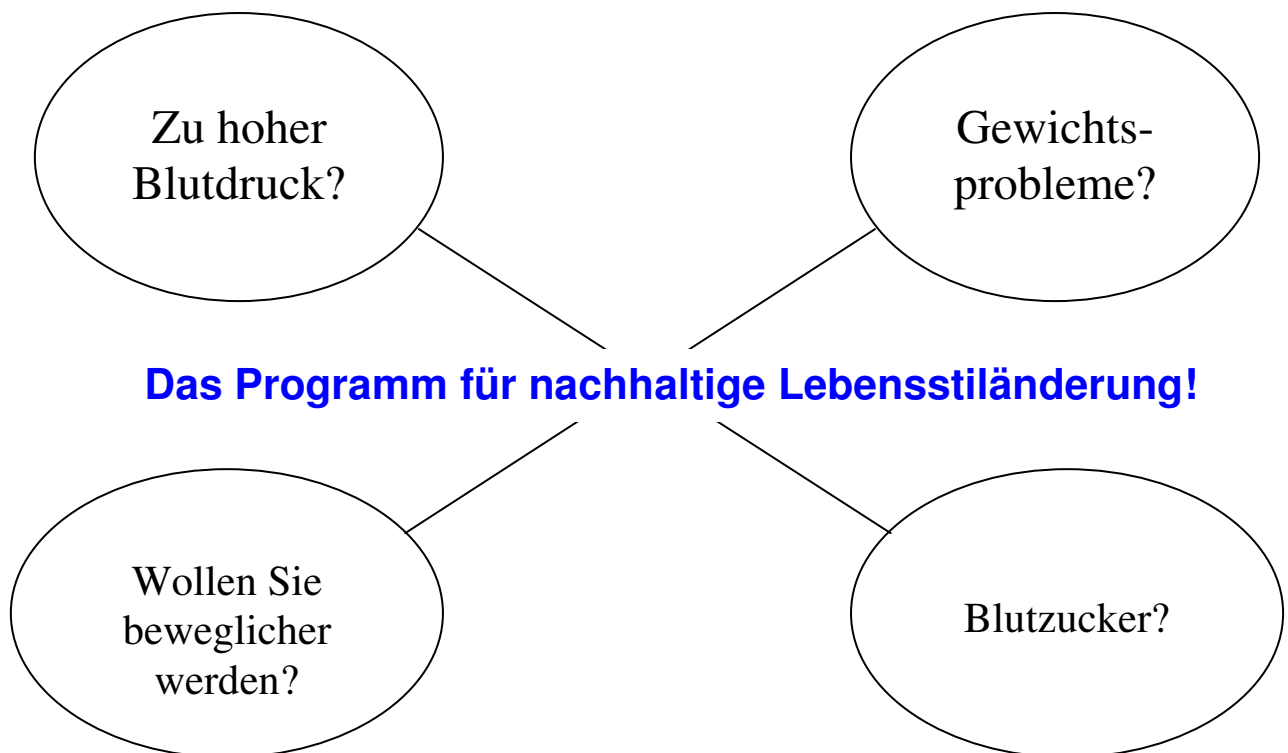 Zu hoher
Blutdruck?
Gewichts-
probleme?
Das Programm für nachhaltige Lebensstiländerung!
Wollen Sie
beweglicher
werden?
Blutzucker?